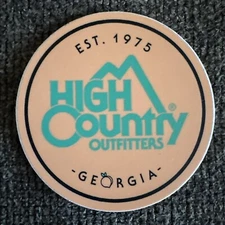 EST. 1975
HIGH
Country®
OUTFITTERS
-GEORGIA-